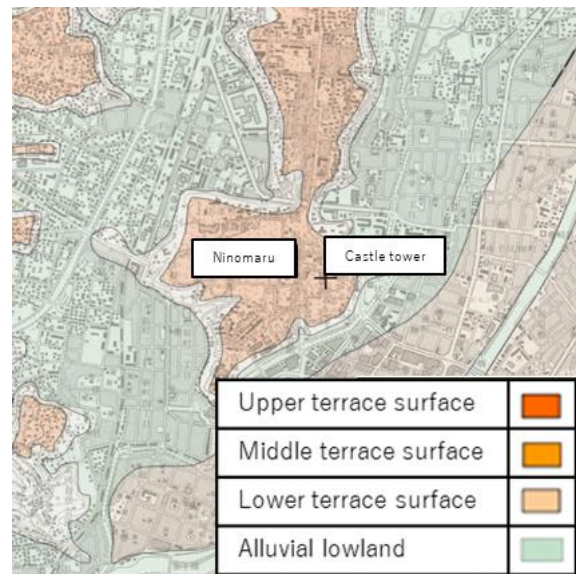 Ninomaru
Castle tower
Upper terrace surface
Middle terrace surface
Lower terrace surface
Alluvial lowland